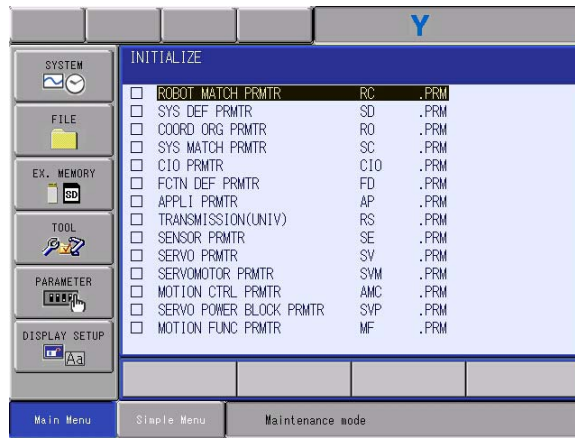 Y
SYSTEM
FILE
EX. MEMORY
SD
TOOL
PARAMETER
DISPLAY SETUP
Aa
INITIALIZE
ROBOT MATCH PRMTR RC .PRM
SYS DEF PRMTR SD .PRM
COORD ORG PRMTR RO .PRM
SYS MATCH PRMTR SC .PRM
CIO PRMTR CIO .PRM
FCTN DEF PRMTR FD .PRM
APPLI PRMTR AP .PRM
TRANSMISSION(UNIV) RS .PRM
SENSOR PRMTR SE .PRM
SERVO PRMTR SV .PRM
SERVOMOTOR PRMTR SVM .PRM
MOTION CTRL PRMTR AMC .PRM
SERVO POWER BLOCK PRMTR SVP .PRM
MOTION FUNC PRMTR MF .PRM
Main Menu
Simple Menu
Maintenance mode